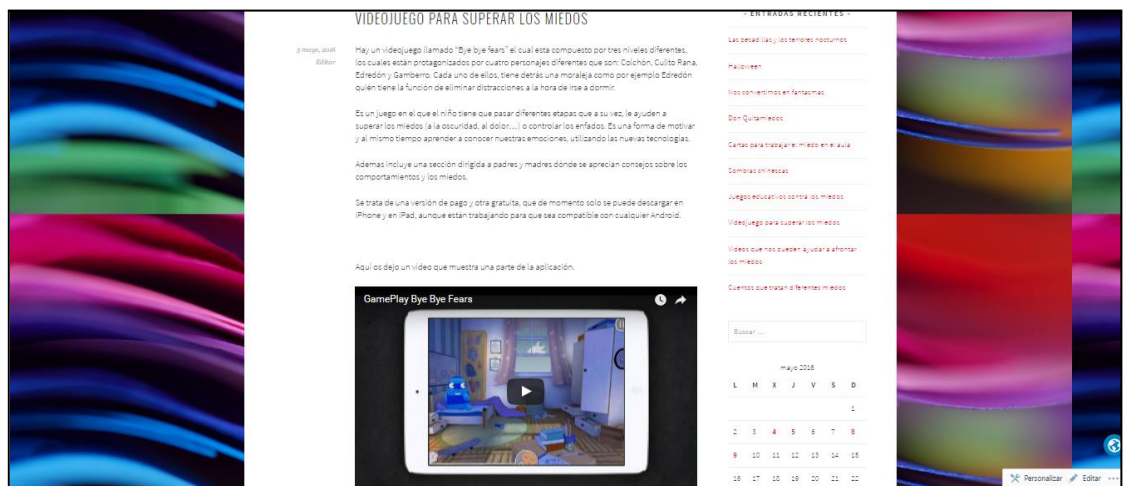 VIDEOJUEGO PARA SUPERAR LOS MIEDOS
3 mayo, 2016
Editor
Hay un videojuego llamado "Bye bye fears" el cual esta compuesto por tres niveles diferentes,
los cuales están protagonizados por cuatro personajes diferentes que son: Colchón, Culito Rana,
Edredón y Gamberro. Cada uno de ellos, tiene detrás una moraleja como por ejemplo Edredón
quién tiene la función de eliminar distracciones a la hora de irse a dormir.
Es un juego en el que el niño tiene que pasar diferentes etapas que a su vez, le ayuden a
superar los miedos (a la oscuridad, al dolor…) o controlar los enfados. Es una forma de motivar
y al mismo tiempo aprender a conocer nuestras emociones, utilizando las nuevas tecnologías.
Ademas incluye una sección dirigida a padres y madres dónde se aprecian consejos sobre los
comportamientos y los miedos.
Se trata de una versión de pago y otra gratuita, que de momento solo se puede descargar en
iPhone y en iPad, aunque están trabajando para que sea compatible con cualquier Android.
Aquí os dejo un video que muestra una parte de la aplicación.
GamePlay Bye Bye Fears
- ENTRADAS RECIENTES -
Las pesadillas y los terrores nocturnos
Halloween
Nos convertimos en fantasmas
Don Quitamiedos
Cartas para trabajar el miedo en el aula
Sombras chinescas
Juegos educativos contra los miedos
Videojuego para superar los miedos
Videos que nos pueden ayudar a afrontar
los miedos
Cuentos que tratan diferentes miedos
Buscar …
mayo 2016
L M X J V S D
1
2 3 4 5 6 7 8
9 10 11 12 13 14 15
16 17 18 19 20 21 22
Personalizar Editar ...